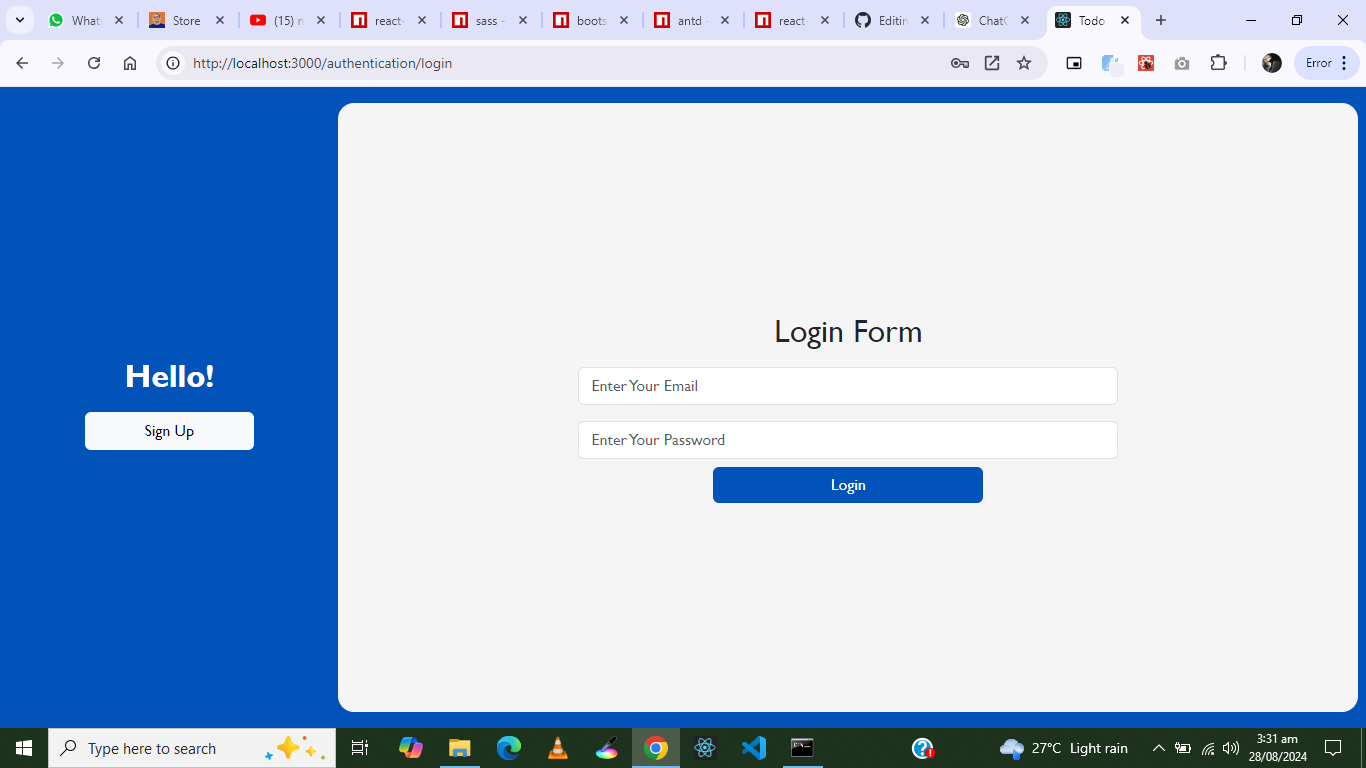 What
Store
(15) n
react-
sass -
boots
antd -
react-
Editin
Chat
Todo
http://localhost:3000/authentication/login
Error
Hello!
Sign Up
Login Form
Enter Your Email
Enter Your Password
Login
Type here to search
27°C Light rain
3:31 am
28/08/2024